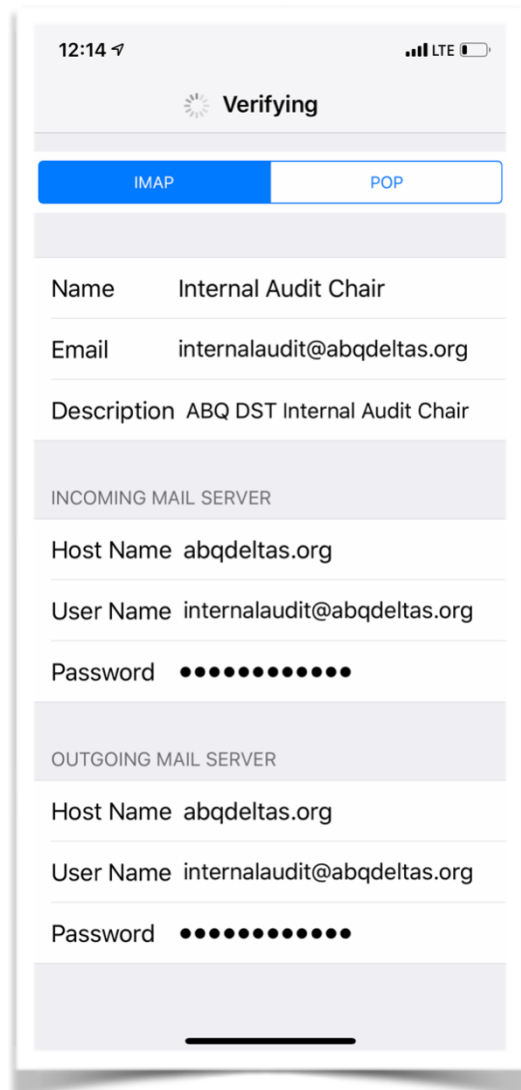 12:14 LTE
Verifying
IMAP POP
Name Internal Audit Chair
Email internalaudit@abqdeltas.org
Description ABQ DST Internal Audit Chair
INCOMING MAIL SERVER
Host Name abqdeltas.org
User Name internalaudit@abqdeltas.org
Password ●●●●●●●●●●●●
OUTGOING MAIL SERVER
Host Name abqdeltas.org
User Name internalaudit@abqdeltas.org
Password ●●●●●●●●●●●●